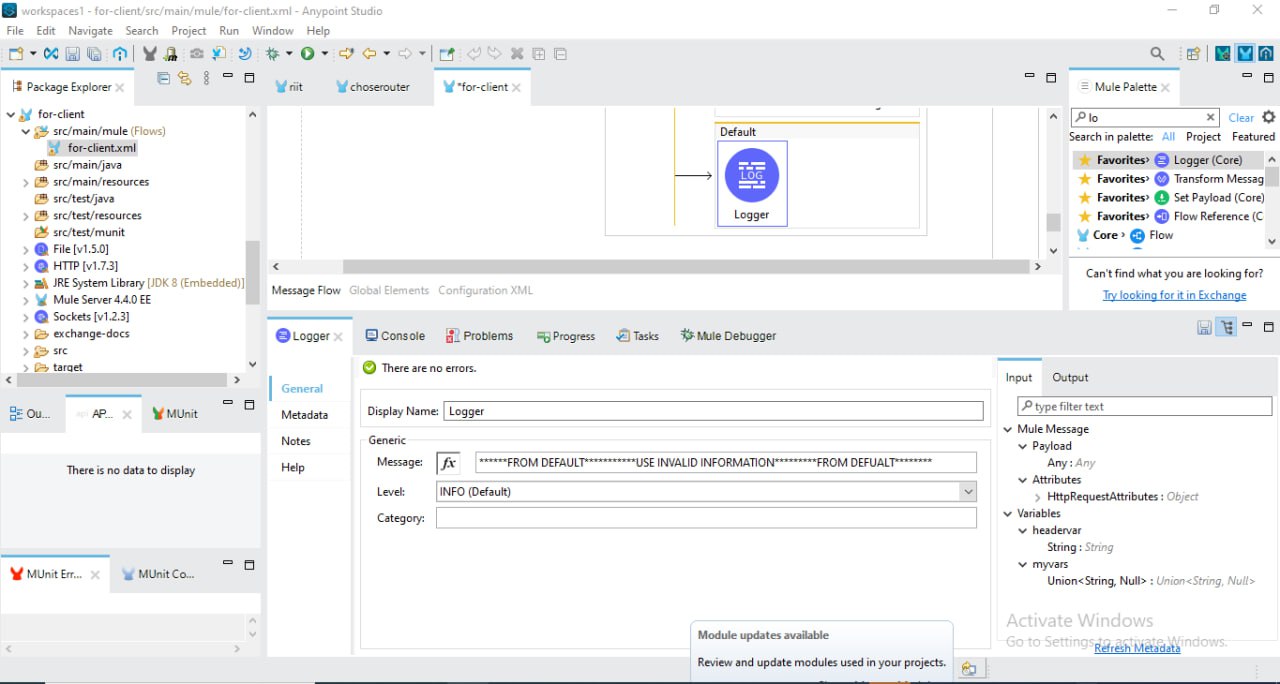 workspaces1 - for-client/src/main/mule/for-client.xml - Anypoint Studio
File Edit Navigate Search Project Run Window Help
Package Explorer
for-client
src/main/mule (Flows)
for-client.xml
src/main/java
src/main/resources
src/test/java
src/test/resources
src/test/munit
File [v1.5.0]
HTTP [v1.7.3]
JRE System Library [JDK 8 (Embedded)]
Mule Server 4.4.0 EE
Sockets [v1.2.3]
exchange-docs
src
target
Ou...
AP...
MUnit
There is no data to display
MUnit Err...
MUnit Co...
riit
choserouter
*for-client
Default
LOG
Logger
Message Flow Global Elements Configuration XML
Mule Palette
lo
Clear
Search in palette: All Project Featured
Favorites> Logger (Core)
Favorites> Transform Messag
Favorites> Set Payload (Core)
Favorites> Flow Reference (C
Core > Flow
Can't find what you are looking for?
Try looking for it in Exchange
Logger
Console
Problems
Progress
Tasks
Mule Debugger
There are no errors.
General
Metadata
Notes
Help
Display Name: Logger
Generic
Message: fx ******FROM DEFAULT***********USE INVALID INFORMATION*********FROM DEFUALT********
Level: INFO (Default)
Category:
Input Output
type filter text
Mule Message
Payload
Any : Any
Attributes
HttpRequestAttributes : Object
Variables
headervar
String : String
myvars
Union<String, Null> : Union<String, Null>
Activate Windows
Go to Settings to activate Windows.
Refresh Metadata
Module updates available
Review and update modules used in your projects.